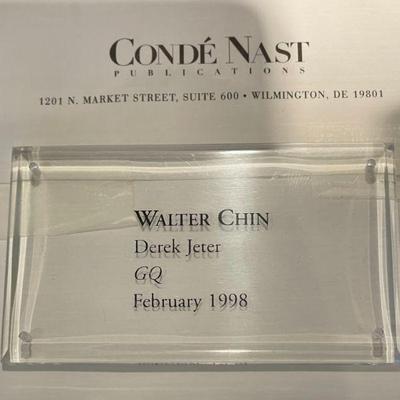 CONDÉ NAST
PUBLICATIONS
1201 N. MARKET STREET, SUITE 600 • WILMINGTON, DE 19801
WALTER CHIN
Derek Jeter
GQ
February 1998